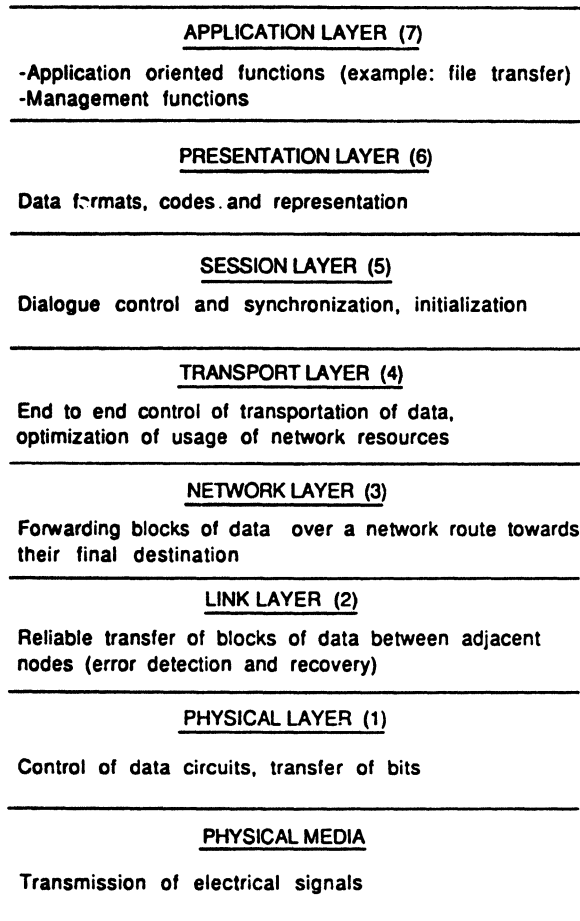 APPLICATION LAYER (7)
-Application oriented functions (example: file transfer)
-Management functions
PRESENTATION LAYER (6)
Data formats, codes and representation
SESSION LAYER (5)
Dialogue control and synchronization, initialization
TRANSPORT LAYER (4)
End to end control of transportation of data,
optimization of usage of network resources
NETWORK LAYER (3)
Forwarding blocks of data over a network route towards
their final destination
LINK LAYER (2)
Reliable transfer of blocks of data between adjacent
nodes (error detection and recovery)
PHYSICAL LAYER (1)
Control of data circuits, transfer of bits
PHYSICAL MEDIA
Transmission of electrical signals